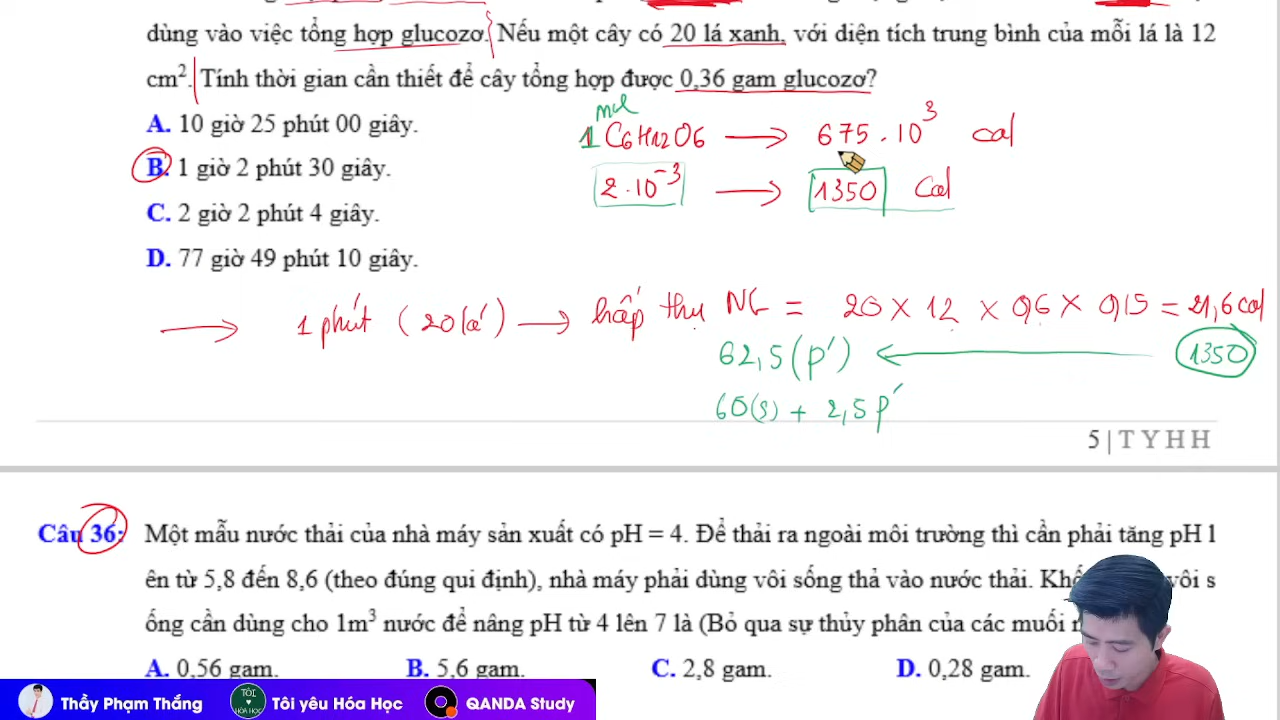 dùng vào việc tổng hợp glucozơ. Nếu một cây có 20 lá xanh, với diện tích trung bình của mỗi lá là 12
cm². Tính thời gian cần thiết để cây tổng hợp được 0,36 gam glucozơ?
A. 10 giờ 25 phút 00 giây.
B. 1 giờ 2 phút 30 giây.
C. 2 giờ 2 phút 4 giây.
D. 77 giờ 49 phút 10 giây.
mol
1 C6H12O6 → 675.10³ cal
2.10⁻³ → 1350 Cal
→ 1 phút (20 lá) → hấp thu NL = 20 × 12 × 0,6 × 0,15 = 21,6 cal
62,5 (p') ← 1350
60(s) + 2,5 p'
5 | T Y H H
Câu 36: Một mẫu nước thải của nhà máy sản xuất có pH = 4. Để thải ra ngoài môi trường thì cần phải tăng pH l
ên từ 5,8 đến 8,6 (theo đúng qui định), nhà máy phải dùng vôi sống thả vào nước thải. vôi s
ống cần dùng cho 1m³ nước để nâng pH từ 4 lên 7 là (Bỏ qua sự thủy phân của các muối
A. 0,56 gam. B. 5,6 gam. C. 2,8 gam. D. 0,28 gam.
Thầy Phạm Thắng TÔI HÓA HỌC Tôi yêu Hóa Học QANDA Study